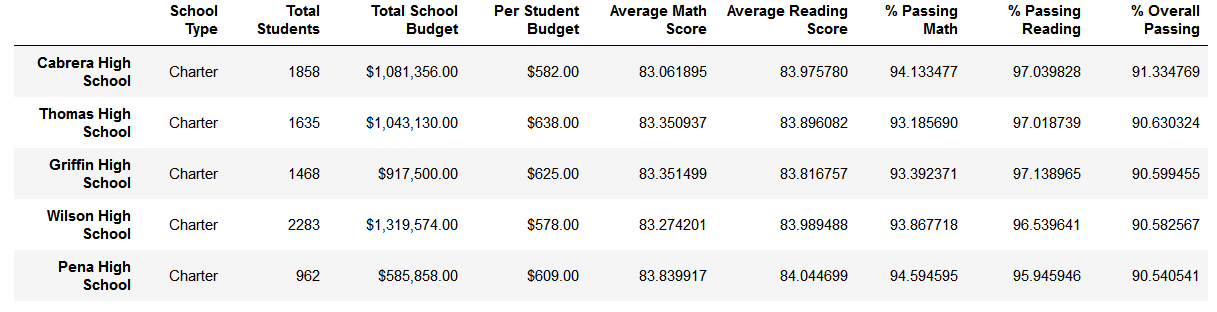 School Type Total Students Total School Budget Per Student Budget Average Math Score Average Reading Score % Passing Math % Passing Reading % Overall Passing
Cabrera High School Charter 1858 $1,081,356.00 $582.00 83.061895 83.975780 94.133477 97.039828 91.334769
Thomas High School Charter 1635 $1,043,130.00 $638.00 83.350937 83.896082 93.185690 97.018739 90.630324
Griffin High School Charter 1468 $917,500.00 $625.00 83.351499 83.816757 93.392371 97.138965 90.599455
Wilson High School Charter 2283 $1,319,574.00 $578.00 83.274201 83.989488 93.867718 96.539641 90.582567
Pena High School Charter 962 $585,858.00 $609.00 83.839917 84.044699 94.594595 95.945946 90.540541